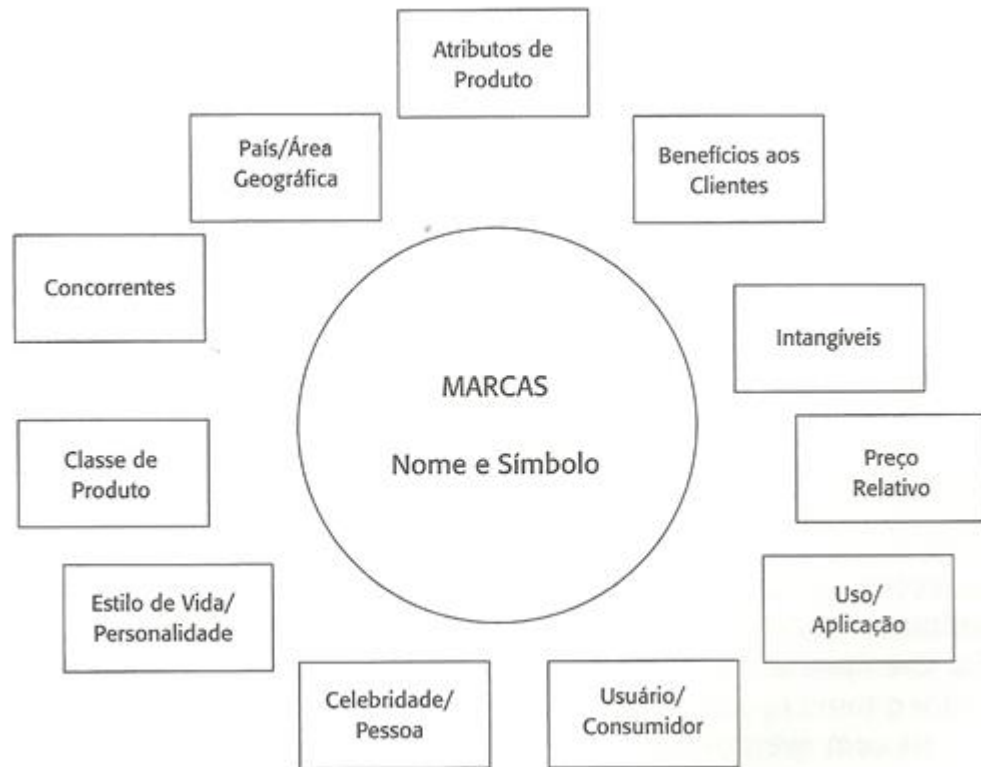 Atributos de
Produto
País/Área
Geográfica
Benefícios aos
Clientes
Concorrentes
Intangíveis
MARCAS
Nome e Símbolo
Classe de
Produto
Preço
Relativo
Estilo de Vida/
Personalidade
Uso/
Aplicação
Celebridade/
Pessoa
Usuário/
Consumidor